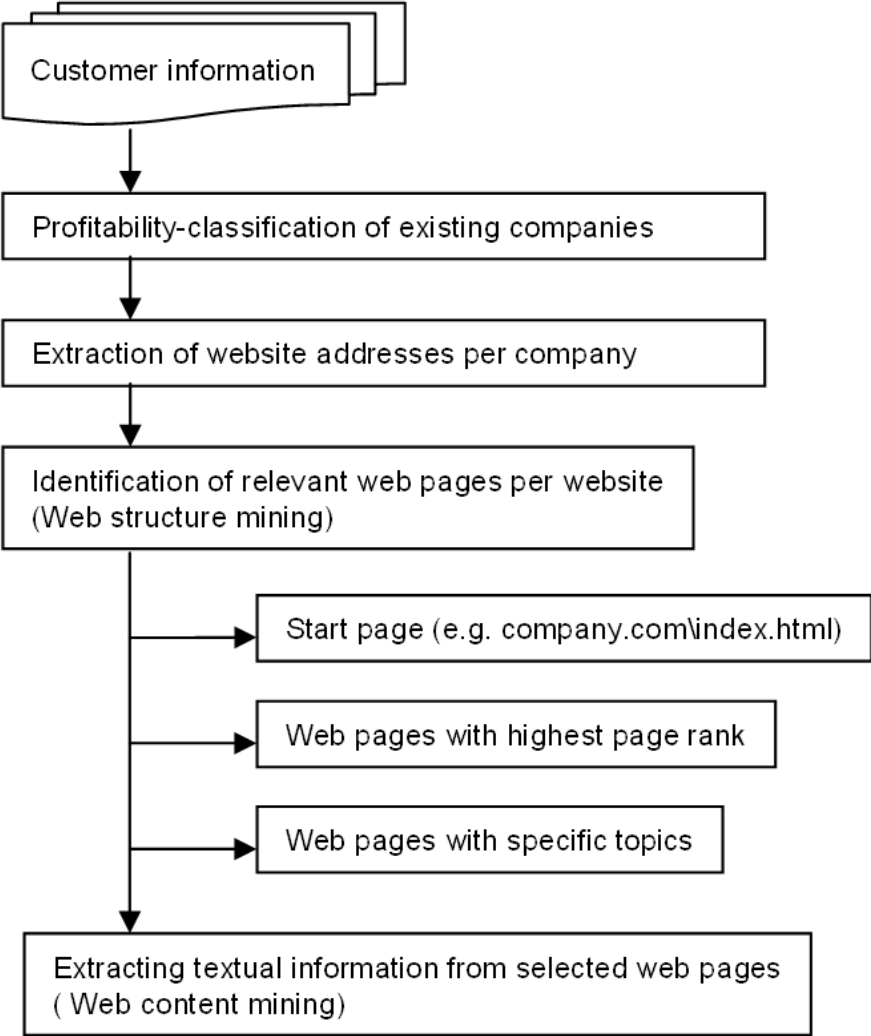 Customer information
Profitability-classification of existing companies
Extraction of website addresses per company
Identification of relevant web pages per website
(Web structure mining)
Start page (e.g. company.com\index.html)
Web pages with highest page rank
Web pages with specific topics
Extracting textual information from selected web pages
( Web content mining)